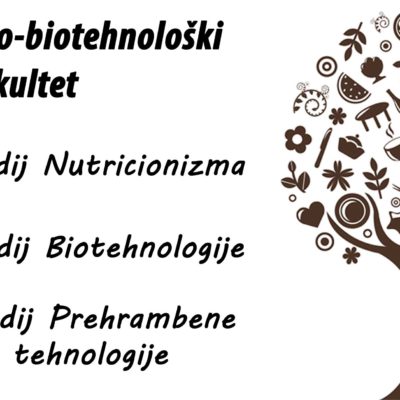 o-biotehnološki
kultet
dij Nutricionizma
dij Biotehnologije
dij Prehrambene
tehnologije